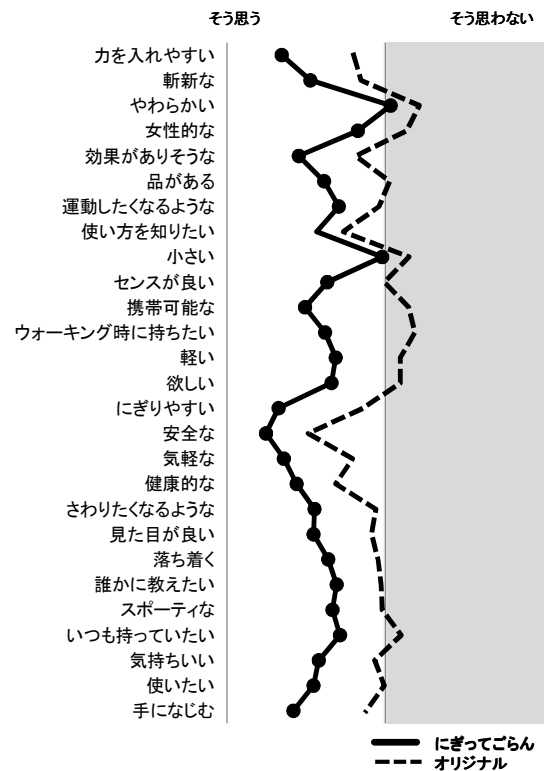 そう思う そう思わない
力を入れやすい
斬新な
やわらかい
女性的な
効果がありそうな
品がある
運動したくなるような
使い方を知りたい
小さい
センスが良い
携帯可能な
ウォーキング時に持ちたい
軽い
欲しい
にぎりやすい
安全な
気軽な
健康的な
さわりたくなるような
見た目が良い
落ち着く
誰かに教えたい
スポーティな
いつも持っていたい
気持ちいい
使いたい
手になじむ
にぎってごらん
オリジナル